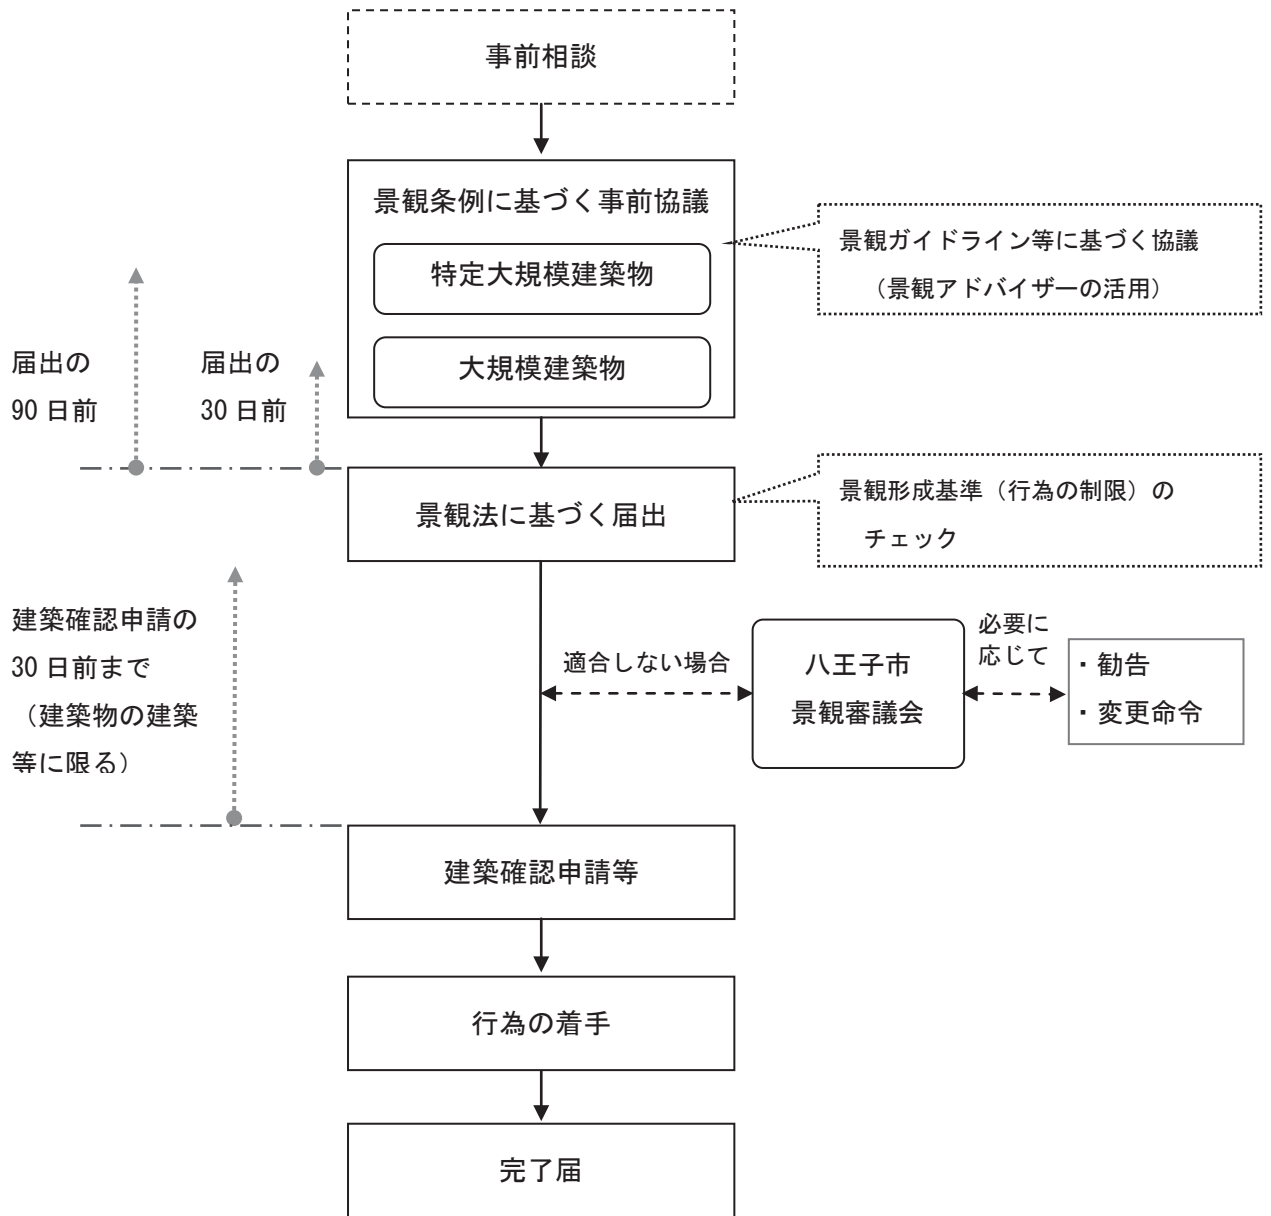 事前相談
景観条例に基づく事前協議
特定大規模建築物
大規模建築物
景観ガイドライン等に基づく協議
（景観アドバイザーの活用）
届出の
90 日前
届出の
30 日前
景観法に基づく届出
景観形成基準（行為の制限）の
チェック
建築確認申請の
30 日前まで
（建築物の建築
等に限る）
適合しない場合
八王子市
景観審議会
必要に
応じて
・勧告
・変更命令
建築確認申請等
行為の着手
完了届